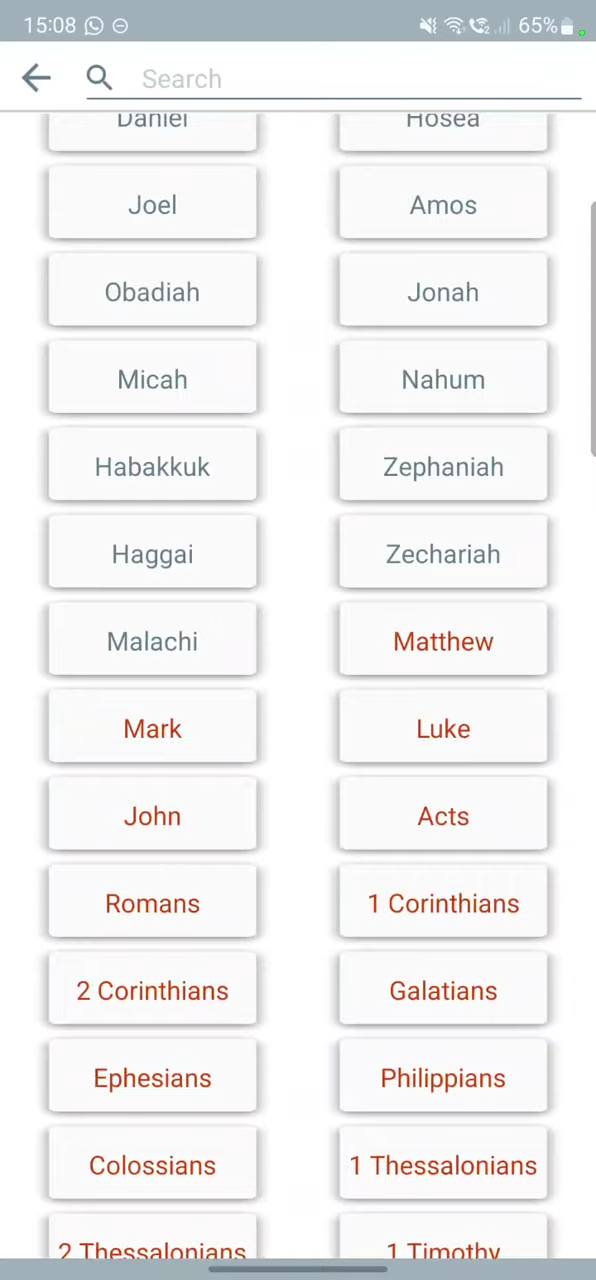 15:08 65%
Search
Daniel Hosea
Joel Amos
Obadiah Jonah
Micah Nahum
Habakkuk Zephaniah
Haggai Zechariah
Malachi Matthew
Mark Luke
John Acts
Romans 1 Corinthians
2 Corinthians Galatians
Ephesians Philippians
Colossians 1 Thessalonians
2 Thessalonians 1 Timothy